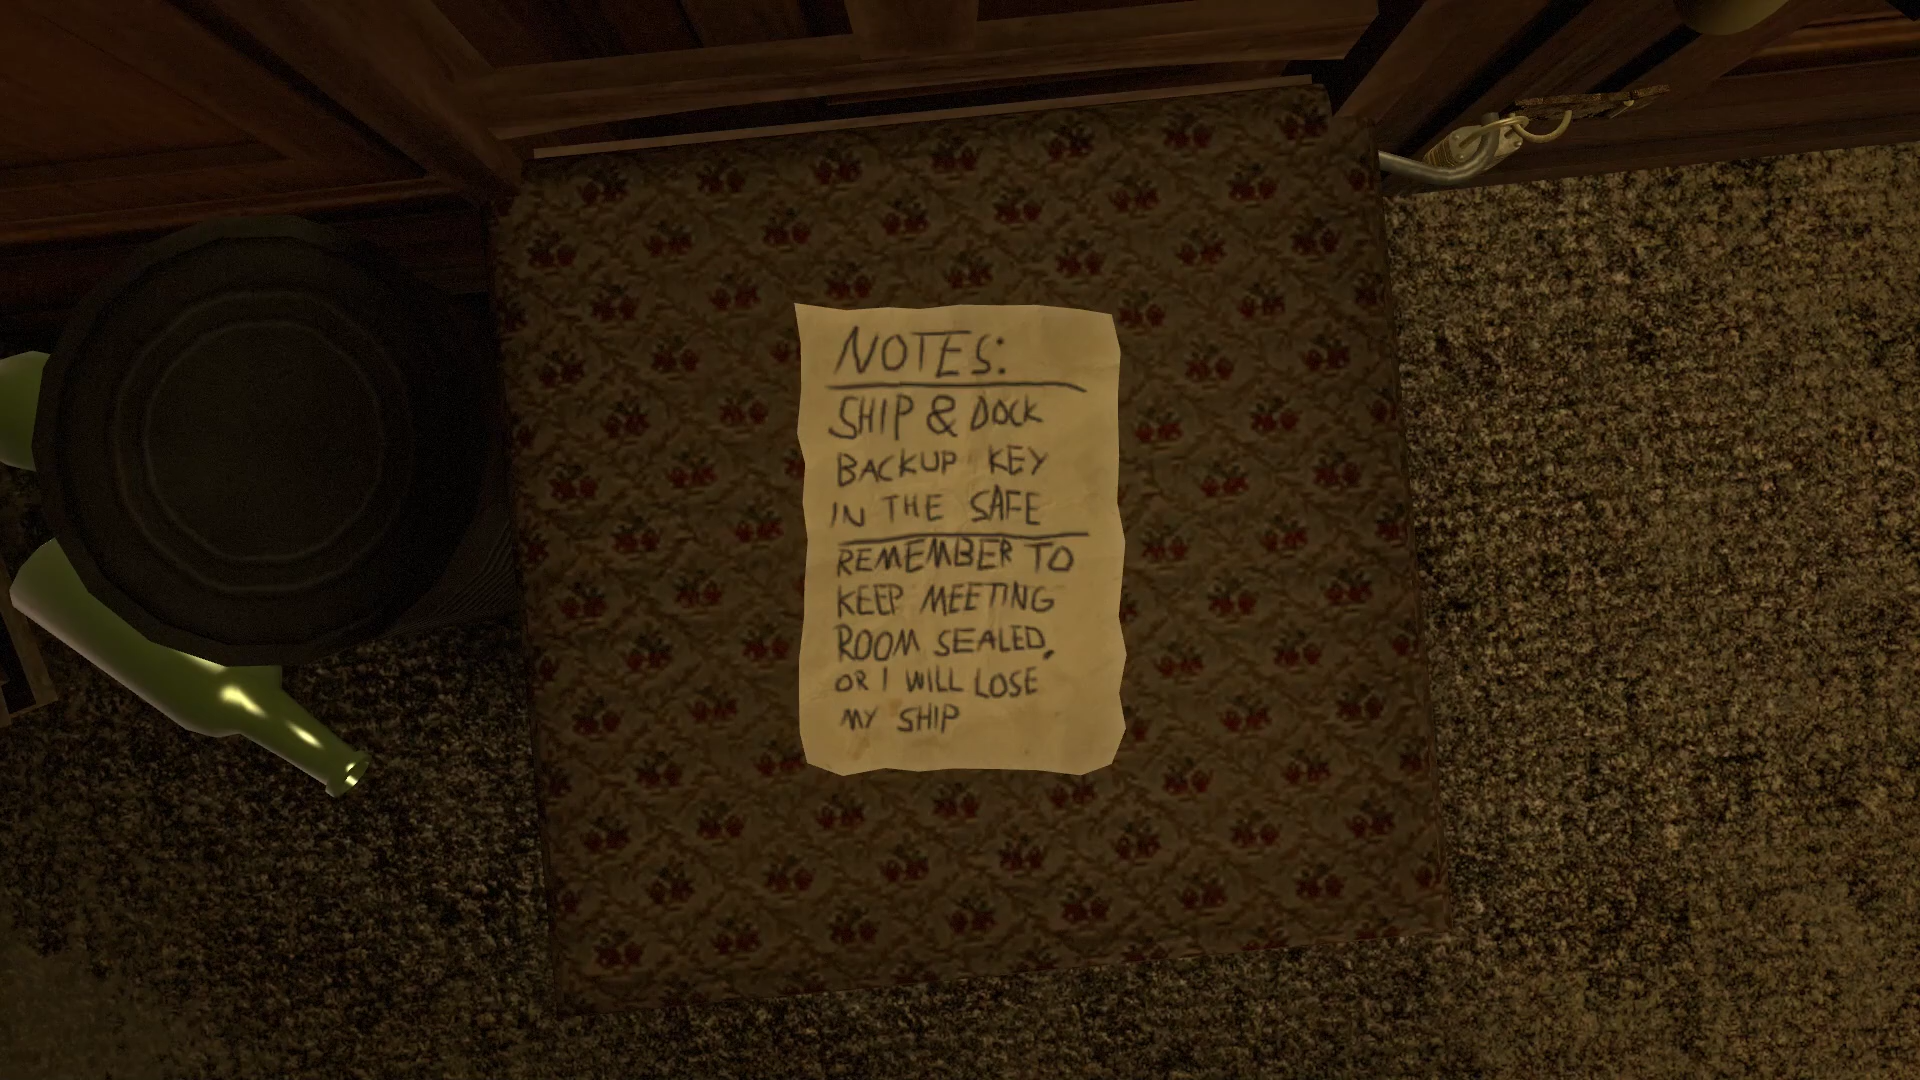 NOTES:
SHIP & DOCK
BACKUP KEY
IN THE SAFE
REMEMBER TO
KEEP MEETING
ROOM SEALED,
OR I WILL LOSE
MY SHIP